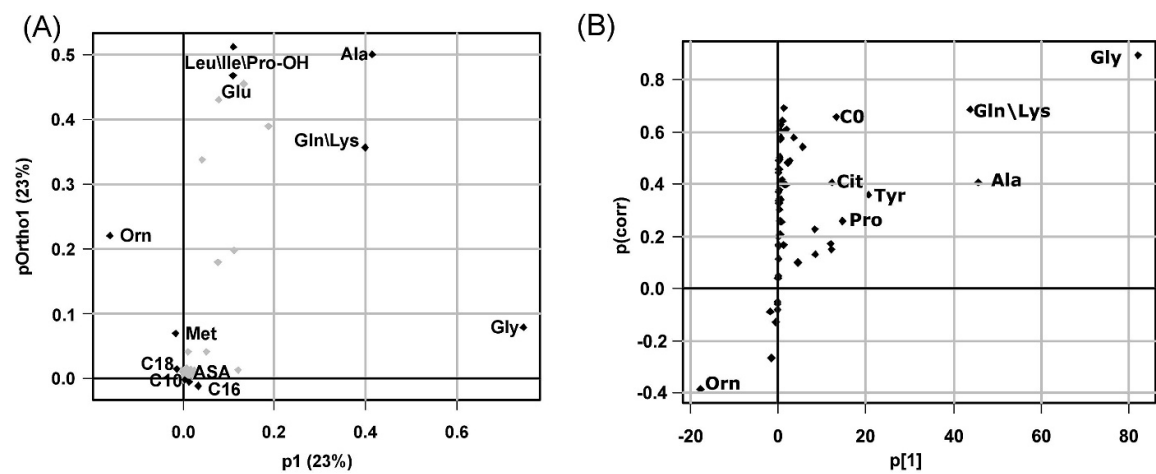 (A)
0.5
0.4
0.3
0.2
0.1
0.0
pOrtho1 (23%)
Leu\Ile\Pro-OH
Glu
Ala
Gln\Lys
Orn
Met
Gly
C18
ASA
C10
C16
0.0
0.2
0.4
0.6
p1 (23%)
(B)
0.8
0.6
0.4
0.2
0.0
-0.2
-0.4
p(corr)
Gly
C0
Gln\Lys
Cit
Ala
Tyr
Pro
Orn
-20
0
20
40
60
80
p[1]